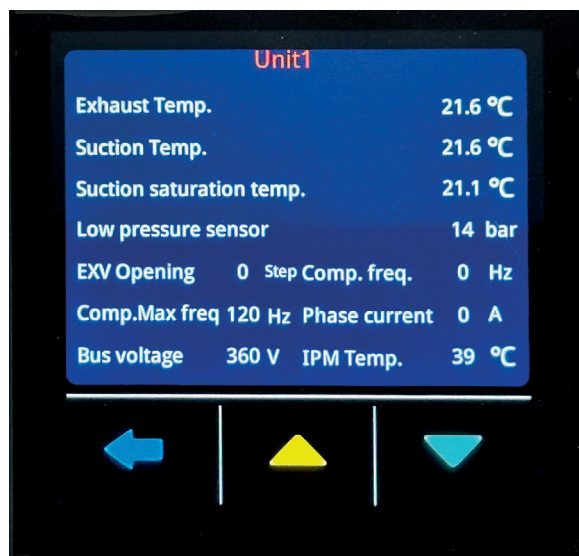 Unit1
Exhaust Temp. 21.6 ℃
Suction Temp. 21.6 ℃
Suction saturation temp. 21.1 ℃
Low pressure sensor 14 bar
EXV Opening 0 Step Comp. freq. 0 Hz
Comp.Max freq 120 Hz Phase current 0 A
Bus voltage 360 V IPM Temp. 39 ℃